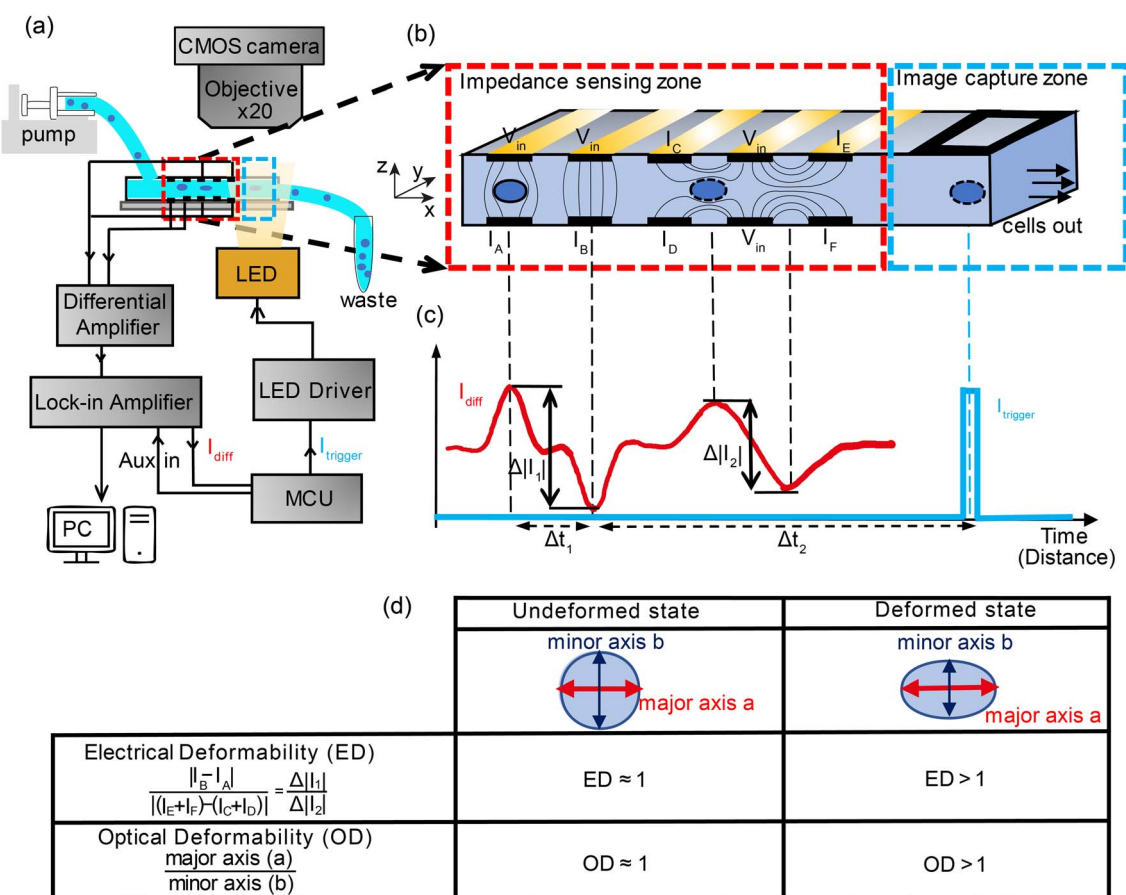 (a)
CMOS camera
Objective
x20
pump
LED
waste
Differential
Amplifier
Lock-in Amplifier
LED Driver
Aux in
I_diff
I_trigger
MCU
PC
(b)
Impedance sensing zone
Image capture zone
V_in
V_in
I_C
V_in
I_E
z
y
x
I_A
I_B
I_D
V_in
I_F
cells out
(c)
I_diff
Δ|I_1|
Δ|I_2|
I_trigger
Δt_1
Δt_2
Time
(Distance)
(d)
Undeformed state
Deformed state
minor axis b
major axis a
minor axis b
major axis a
Electrical Deformability (ED)
|I_B-I_A|
|(I_E+I_F)-(I_C+I_D)|
=
Δ|I_1|
Δ|I_2|
ED ≈ 1
ED > 1
Optical Deformability (OD)
major axis (a)
minor axis (b)
OD ≈ 1
OD > 1